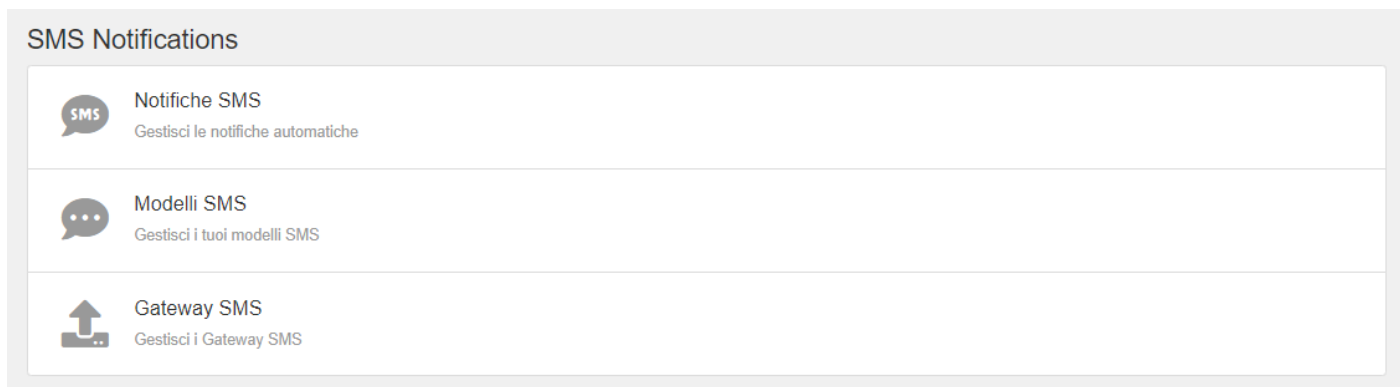 SMS Notifications
SMS
Notifiche SMS
Gestisci le notifiche automatiche
Modelli SMS
Gestisci i tuoi modelli SMS
Gateway SMS
Gestisci i Gateway SMS